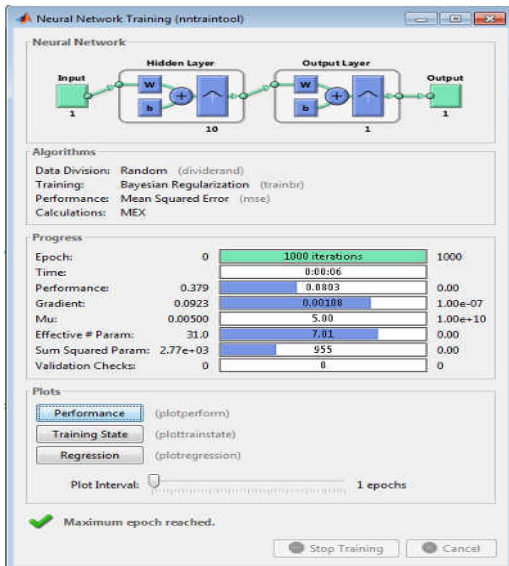 Neural Network Training (nntraintool)
Neural Network
Hidden Layer
Output Layer
Input
W
b
W
b
Output
1
10
1
1
Algorithms
Data Division: Random (dividerand)
Training: Bayesian Regularization (trainbr)
Performance: Mean Squared Error (mse)
Calculations: MEX
Progress
Epoch: 0 1000 iterations 1000
Time: 0:00:06
Performance: 0.379 0.0803 0.00
Gradient: 0.0923 0.00108 1.00e-07
Mu: 0.00500 5.00 1.00e+10
Effective # Param: 31.0 7.01 0.00
Sum Squared Param: 2.77e+03 955 0.00
Validation Checks: 0 0 0
Plots
Performance (plotperform)
Training State (plottrainstate)
Regression (plotregression)
Plot Interval: 1 epochs
Maximum epoch reached.
Stop Training Cancel